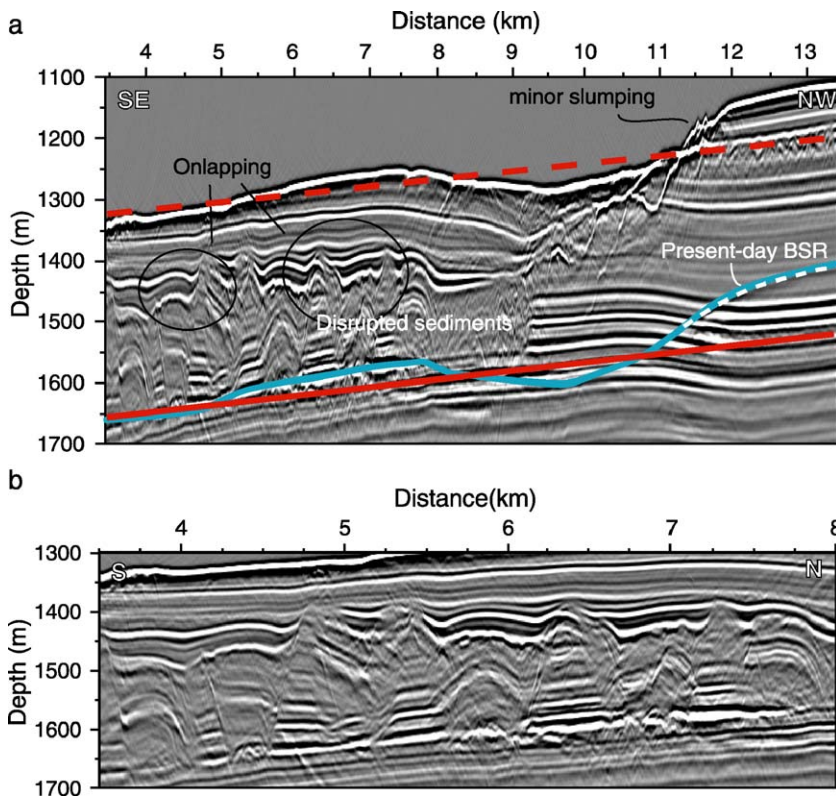 a
Distance (km)
4 5 6 7 8 9 10 11 12 13
Depth (m)
1100
1200
1300
1400
1500
1600
1700
SE
NW
minor slumping
Onlapping
Present-day BSR
Disrupted sediments
b
Distance(km)
4 5 6 7 8
Depth (m)
1300
1400
1500
1600
1700
S
N